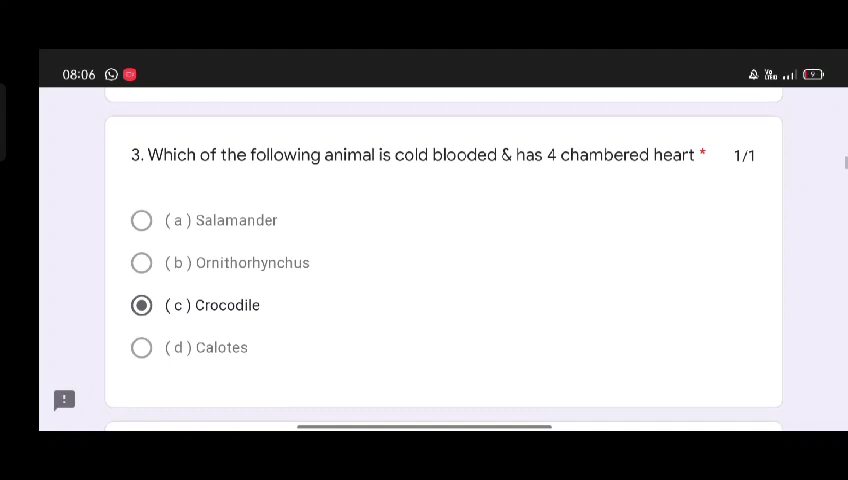 08:06
3. Which of the following animal is cold blooded & has 4 chambered heart * 1/1
( a ) Salamander
( b ) Ornithorhynchus
( c ) Crocodile
( d ) Calotes